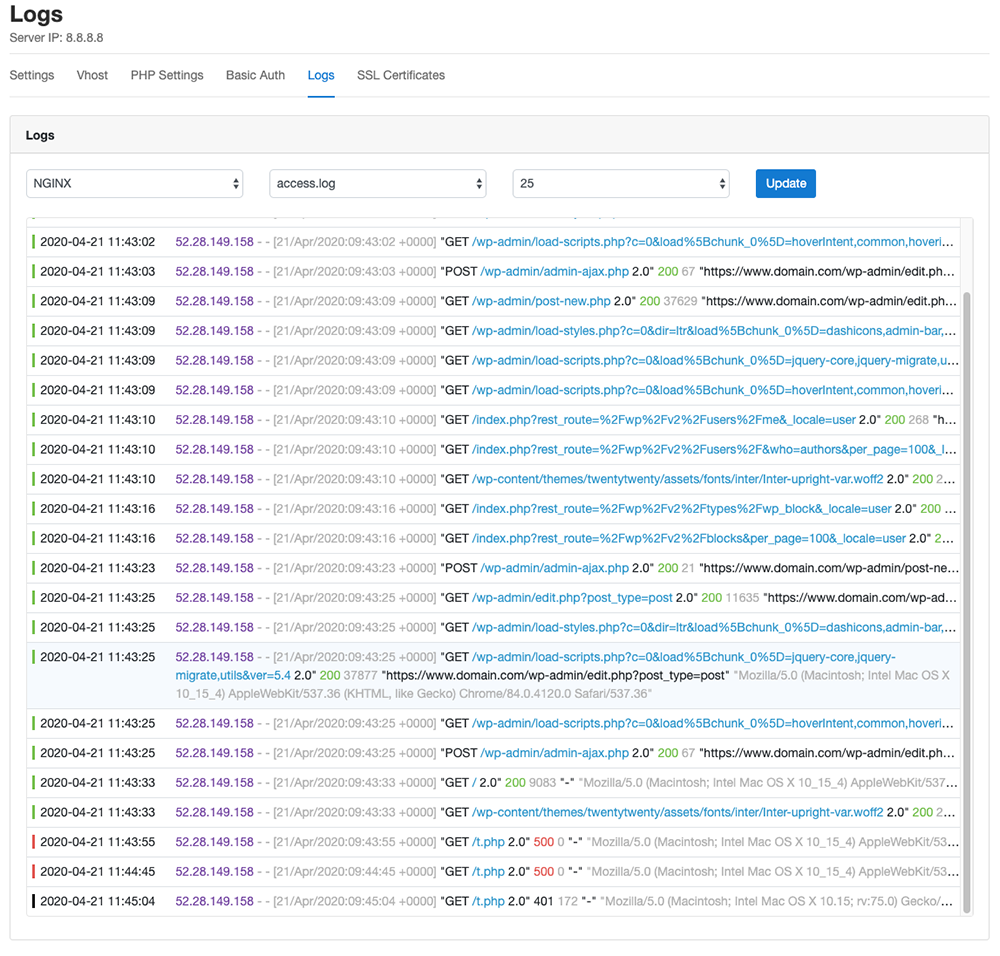 Logs
Server IP: 8.8.8.8
Settings Vhost PHP Settings Basic Auth Logs SSL Certificates
Logs
NGINX access.log 25 Update
2020-04-21 11:43:02 52.28.149.158 - - [21/Apr/2020:09:43:02 +0000] "GET /wp-admin/load-scripts.php?c=0&load%5Bchunk_0%5D=hoverIntent,common,hoveri...
2020-04-21 11:43:03 52.28.149.158 - - [21/Apr/2020:09:43:03 +0000] "POST /wp-admin/admin-ajax.php 2.0" 200 67 "https://www.domain.com/wp-admin/edit.ph...
2020-04-21 11:43:09 52.28.149.158 - - [21/Apr/2020:09:43:09 +0000] "GET /wp-admin/post-new.php 2.0" 200 37629 "https://www.domain.com/wp-admin/edit.ph...
2020-04-21 11:43:09 52.28.149.158 - - [21/Apr/2020:09:43:09 +0000] "GET /wp-admin/load-styles.php?c=0&dir=ltr&load%5Bchunk_0%5D=dashicons,admin-bar,...
2020-04-21 11:43:09 52.28.149.158 - - [21/Apr/2020:09:43:09 +0000] "GET /wp-admin/load-scripts.php?c=0&load%5Bchunk_0%5D=jquery-core,jquery-migrate,u...
2020-04-21 11:43:09 52.28.149.158 - - [21/Apr/2020:09:43:09 +0000] "GET /wp-admin/load-scripts.php?c=0&load%5Bchunk_0%5D=hoverIntent,common,hoveri...
2020-04-21 11:43:10 52.28.149.158 - - [21/Apr/2020:09:43:10 +0000] "GET /index.php?rest_route=%2Fwp%2Fv2%2Fusers%2Fme&_locale=user 2.0" 200 268 "h...
2020-04-21 11:43:10 52.28.149.158 - - [21/Apr/2020:09:43:10 +0000] "GET /index.php?rest_route=%2Fwp%2Fv2%2Fusers%2F&who=authors&per_page=100&_l...
2020-04-21 11:43:10 52.28.149.158 - - [21/Apr/2020:09:43:10 +0000] "GET /wp-content/themes/twentytwenty/assets/fonts/inter/Inter-upright-var.woff2 2.0" 200 2...
2020-04-21 11:43:16 52.28.149.158 - - [21/Apr/2020:09:43:16 +0000] "GET /index.php?rest_route=%2Fwp%2Fv2%2Ftypes%2Fwp_block&_locale=user 2.0" 200 ...
2020-04-21 11:43:16 52.28.149.158 - - [21/Apr/2020:09:43:16 +0000] "GET /index.php?rest_route=%2Fwp%2Fv2%2Fblocks&per_page=100&_locale=user 2.0" 2...
2020-04-21 11:43:23 52.28.149.158 - - [21/Apr/2020:09:43:23 +0000] "POST /wp-admin/admin-ajax.php 2.0" 200 21 "https://www.domain.com/wp-admin/post-ne...
2020-04-21 11:43:25 52.28.149.158 - - [21/Apr/2020:09:43:25 +0000] "GET /wp-admin/edit.php?post_type=post 2.0" 200 11635 "https://www.domain.com/wp-ad...
2020-04-21 11:43:25 52.28.149.158 - - [21/Apr/2020:09:43:25 +0000] "GET /wp-admin/load-styles.php?c=0&dir=ltr&load%5Bchunk_0%5D=dashicons,admin-bar,...
2020-04-21 11:43:25 52.28.149.158 - - [21/Apr/2020:09:43:25 +0000] "GET /wp-admin/load-scripts.php?c=0&load%5Bchunk_0%5D=jquery-core,jquery-
migrate,utils&ver=5.4 2.0" 200 37877 "https://www.domain.com/wp-admin/edit.php?post_type=post" "Mozilla/5.0 (Macintosh; Intel Mac OS X
10_15_4) AppleWebKit/537.36 (KHTML, like Gecko) Chrome/84.0.4120.0 Safari/537.36"
2020-04-21 11:43:25 52.28.149.158 - - [21/Apr/2020:09:43:25 +0000] "GET /wp-admin/load-scripts.php?c=0&load%5Bchunk_0%5D=hoverIntent,common,hoveri...
2020-04-21 11:43:25 52.28.149.158 - - [21/Apr/2020:09:43:25 +0000] "POST /wp-admin/admin-ajax.php 2.0" 200 67 "https://www.domain.com/wp-admin/edit.ph...
2020-04-21 11:43:33 52.28.149.158 - - [21/Apr/2020:09:43:33 +0000] "GET / 2.0" 200 9083 "-" "Mozilla/5.0 (Macintosh; Intel Mac OS X 10_15_4) AppleWebKit/537...
2020-04-21 11:43:33 52.28.149.158 - - [21/Apr/2020:09:43:33 +0000] "GET /wp-content/themes/twentytwenty/assets/fonts/inter/Inter-upright-var.woff2 2.0" 200 2...
2020-04-21 11:43:55 52.28.149.158 - - [21/Apr/2020:09:43:55 +0000] "GET /t.php 2.0" 500 0 "-" "Mozilla/5.0 (Macintosh; Intel Mac OS X 10_15_4) AppleWebKit/53...
2020-04-21 11:44:45 52.28.149.158 - - [21/Apr/2020:09:44:45 +0000] "GET /t.php 2.0" 500 0 "-" "Mozilla/5.0 (Macintosh; Intel Mac OS X 10_15_4) AppleWebKit/53...
2020-04-21 11:45:04 52.28.149.158 - - [21/Apr/2020:09:45:04 +0000] "GET /t.php 2.0" 401 172 "-" "Mozilla/5.0 (Macintosh; Intel Mac OS X 10.15; rv:75.0) Gecko/...